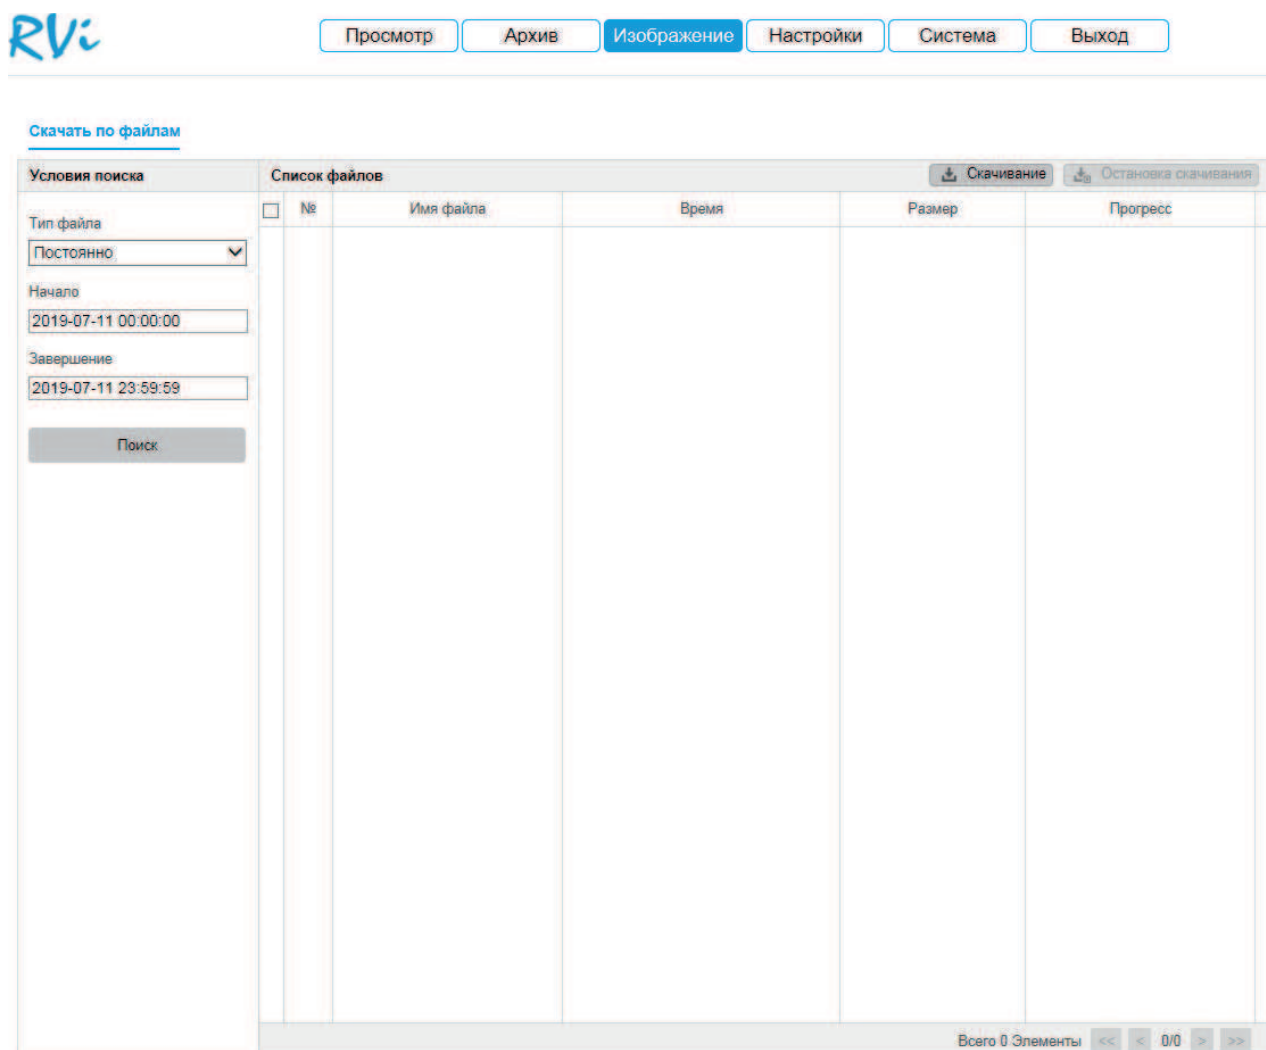 RVi
Просмотр Архив Изображение Настройки Система Выход
Скачать по файлам
Условия поиска Список файлов Скачивание Остановка скачивания
№ Имя файла Время Размер Прогресс
Тип файла
Постоянно
Начало
2019-07-11 00:00:00
Завершение
2019-07-11 23:59:59
Поиск
Всего 0 Элементы << < 0/0 > >>